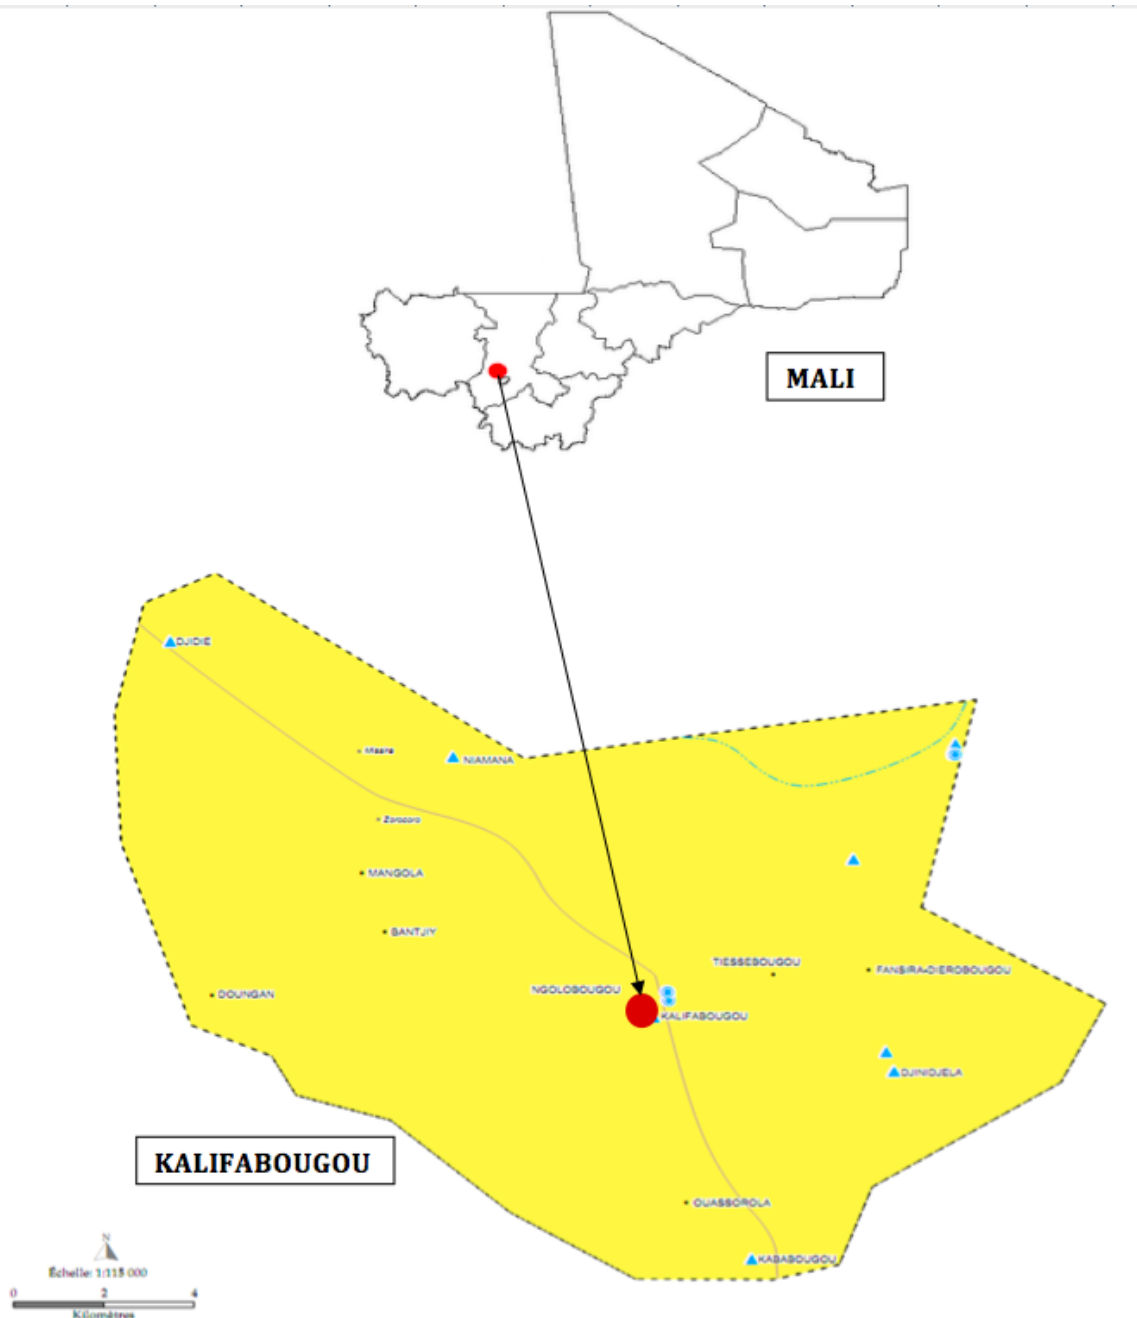 MALI
DJIDIE
Masna
NIAMANA
Zorocoro
MANGOLA
BANTJIY
TIESSEBOUGOU
FANSIRA-DIEROBOUGOU
NGOLOBOUGOU
DOUNGAN
KALIFABOUGOU
DJINIDJELA
KALIFABOUGOU
OUASSOROLA
KABABOUGOU
N
Échelle: 1:115 000
0 2 4
Kilomètres